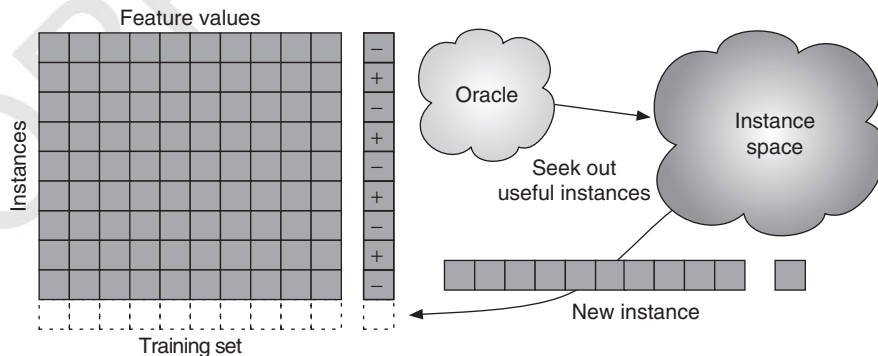 Feature values
Instances
−
+
−
+
−
+
−
+
−
Training set
Oracle
Instance
space
Seek out
useful instances
New instance